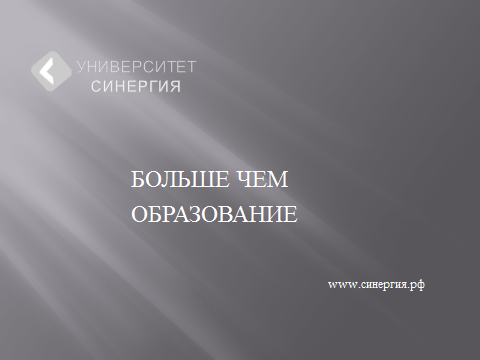 УНИВЕРСИТЕТ
СИНЕРГИЯ
БОЛЬШЕ ЧЕМ
ОБРАЗОВАНИЕ
www.синергия.рф